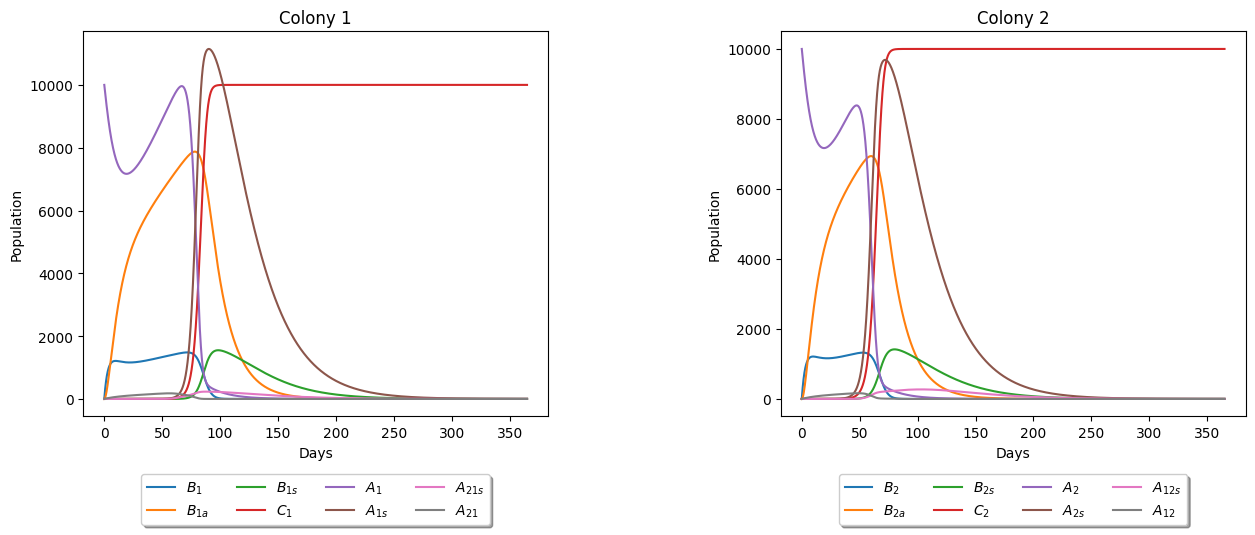 Colony 1
Population
10000
8000
6000
4000
2000
0
0 50 100 150 200 250 300 350
Days
B₁ B₁ₛ A₁ A₂₁ₛ
B₁ₐ C₁ A₁ₛ A₂₁
Colony 2
Population
10000
8000
6000
4000
2000
0
0 50 100 150 200 250 300 350
Days
B₂ B₂ₛ A₂ A₁₂ₛ
B₂ₐ C₂ A₂ₛ A₁₂